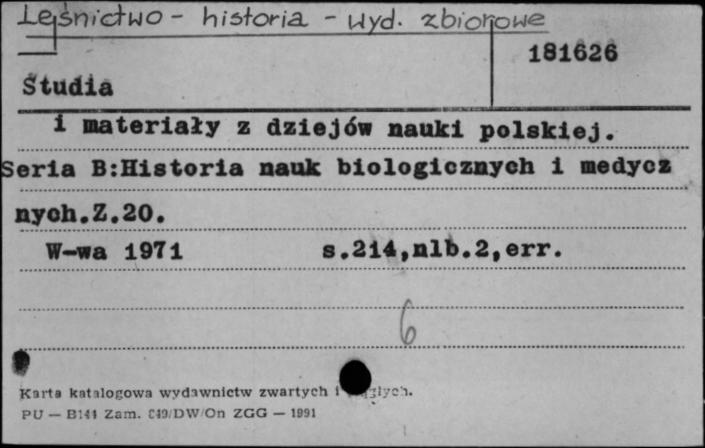 Leśnictwo - historia - wyd. zbiorowe
181626
Studia
i materiały z dziejów nauki polskiej.
Seria B:Historia nauk biologicznych i medycz
nych.Z.20.
W-wa 1971 s.214,nlb.2,err.
6
Karta katalogowa wydawnictw zwartych i
PU — B141 Zam. 649/DW/On ZGG — 1991